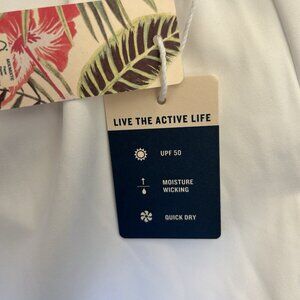 LIVE THE ACTIVE LIFE
UPF 50
MOISTURE
WICKING
QUICK DRY